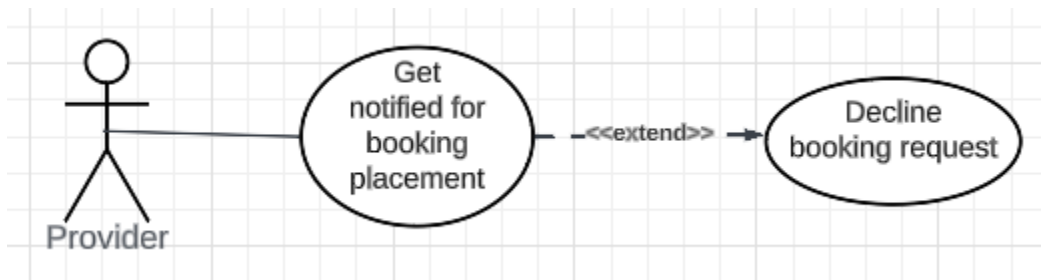 Get
notified for
booking
placement
<<extend>>
Decline
booking request
Provider